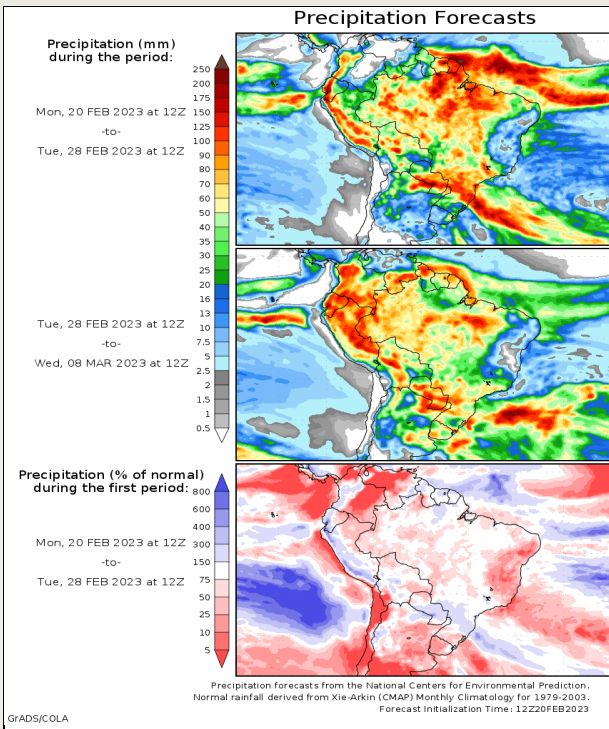 Precipitation Forecasts
Precipitation (mm)
during the period:
Mon, 20 FEB 2023 at 12Z
-to-
Tue, 28 FEB 2023 at 12Z
250
200
175
150
125
100
90
80
70
60
50
40
35
30
25
20
16
13
10
7.5
5
2.5
2
1.5
1
0.5
Tue, 28 FEB 2023 at 12Z
-to-
Wed, 08 MAR 2023 at 12Z
Precipitation (% of normal)
during the first period:
Mon, 20 FEB 2023 at 12Z
-to-
Tue, 28 FEB 2023 at 12Z
800
600
400
300
150
75
50
25
10
5
Precipitation forecasts from the National Centers for Environmental Prediction.
Normal rainfall derived from Xie-Arkin (CMAP) Monthly Climatology for 1979-2003.
Forecast Initialization Time: 12Z20FEB2023
GrADS/COLA